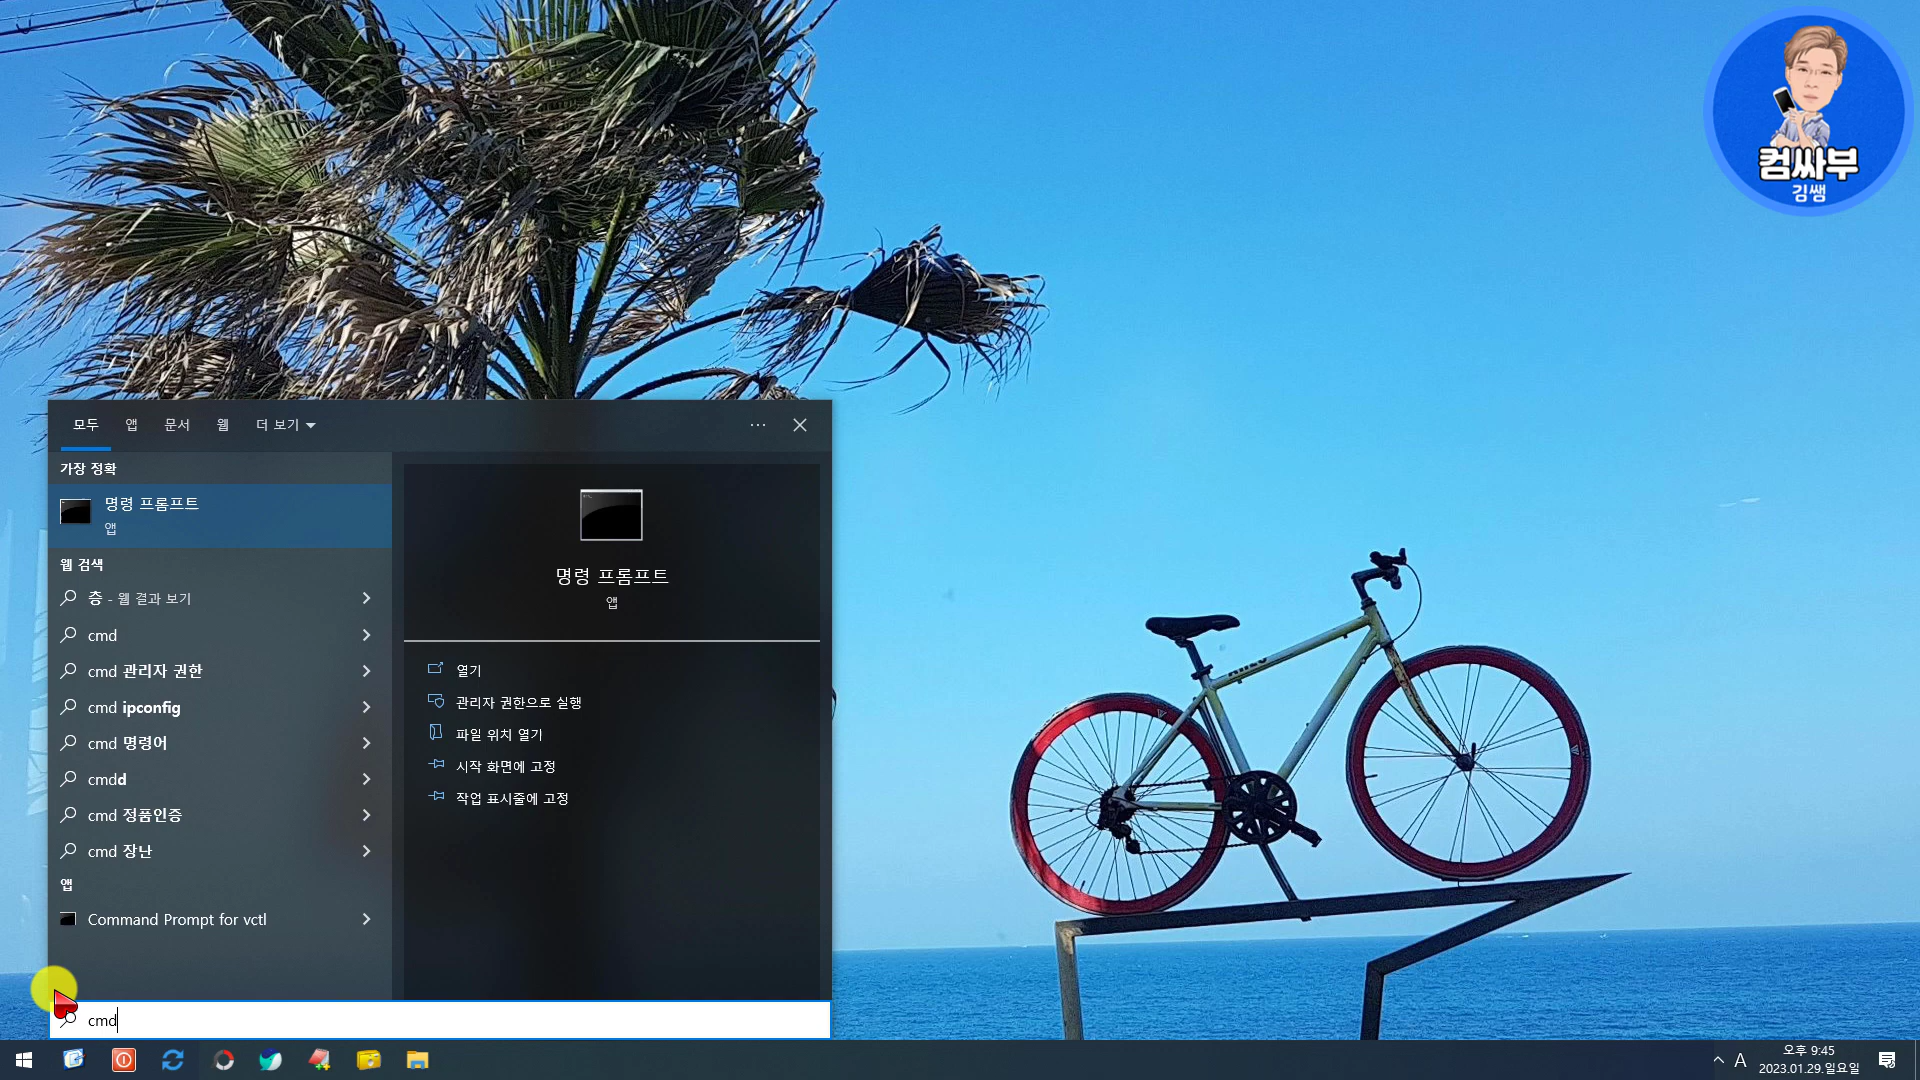 컴싸부
김쌤
모두 앱 문서 웹 더 보기
가장 정확
명령 프롬프트
앱
웹 검색
층 - 웹 결과 보기
cmd
cmd 관리자 권한
cmd ipconfig
cmd 명령어
cmdd
cmd 정품인증
cmd 장난
앱
Command Prompt for vctl
명령 프롬프트
앱
열기
관리자 권한으로 실행
파일 위치 열기
시작 화면에 고정
작업 표시줄에 고정
cmd
A
오후 9:45
2023.01.29.일요일